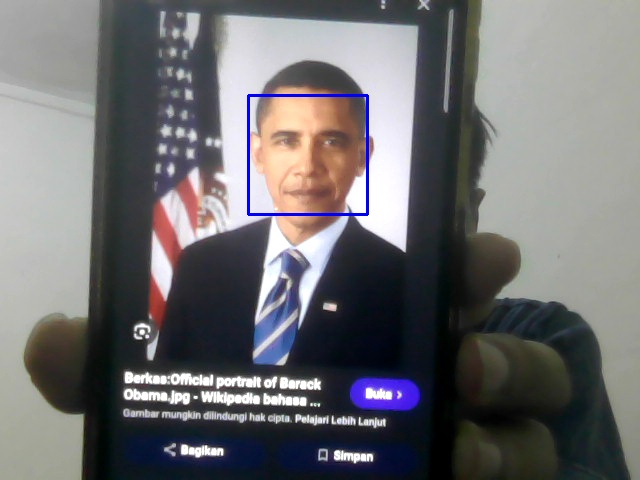 Berkas:Official portrait of Barack
Obama.jpg - Wikipedia bahasa ...
Buka >
Gambar mungkin dilindungi hak cipta. Pelajari Lebih Lanjut
Bagikan
Simpan